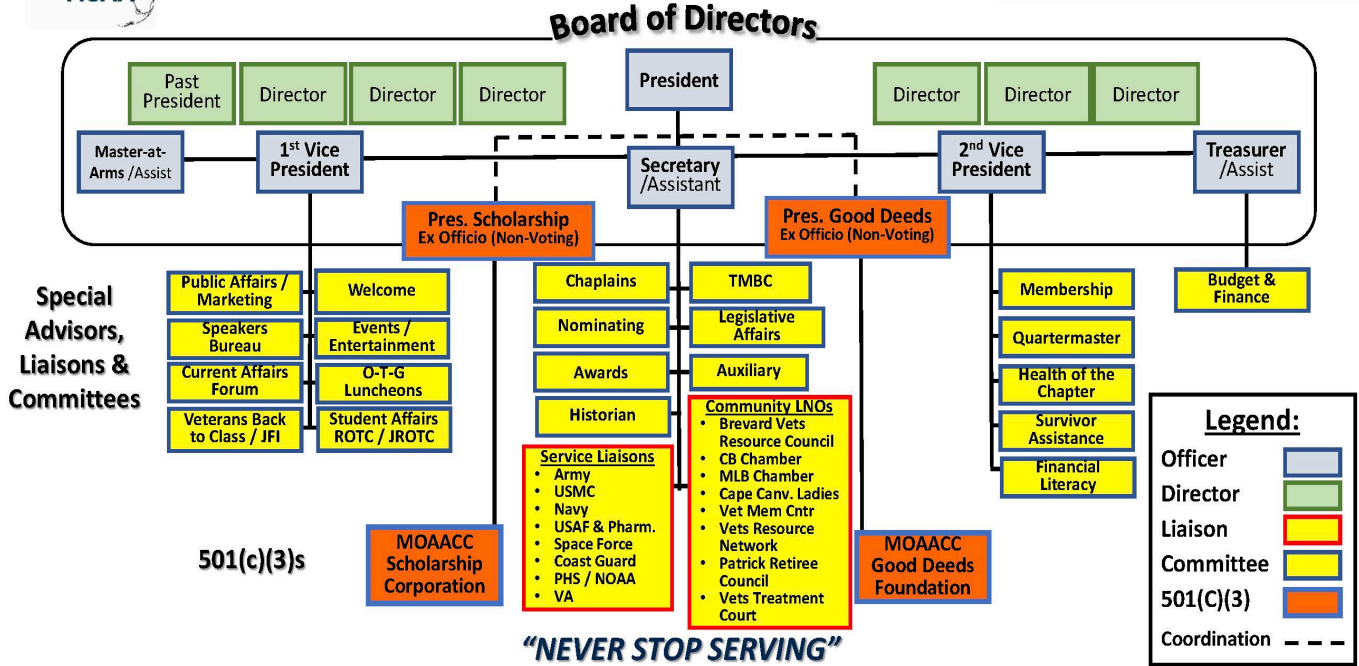 Board of Directors
Past
President
Director
Director
Director
President
Director
Director
Director
Master-at-
Arms /Assist
1st Vice
President
Secretary
/Assistant
2nd Vice
President
Treasurer
/Assist
Pres. Scholarship
Ex Officio (Non-Voting)
Pres. Good Deeds
Ex Officio (Non-Voting)
Special
Advisors,
Liaisons &
Committees
Public Affairs /
Marketing
Welcome
Speakers
Bureau
Events /
Entertainment
Current Affairs
Forum
O-T-G
Luncheons
Veterans Back
to Class / JFI
Student Affairs
ROTC / JROTC
Chaplains
TMBC
Nominating
Legislative
Affairs
Awards
Auxiliary
Historian
Service Liaisons
• Army
• USMC
• Navy
• USAF & Pharm.
• Space Force
• Coast Guard
• PHS / NOAA
• VA
Community LNOs
• Brevard Vets
Resource Council
• CB Chamber
• MLB Chamber
• Cape Canv. Ladies
• Vet Mem Cntr
• Vets Resource
Network
• Patrick Retiree
Council
• Vets Treatment
Court
Membership
Quartermaster
Health of the
Chapter
Survivor
Assistance
Financial
Literacy
Budget &
Finance
501(c)(3)s
MOAACC
Scholarship
Corporation
MOAACC
Good Deeds
Foundation
Legend:
Officer
Director
Liaison
Committee
501(C)(3)
Coordination
“NEVER STOP SERVING”